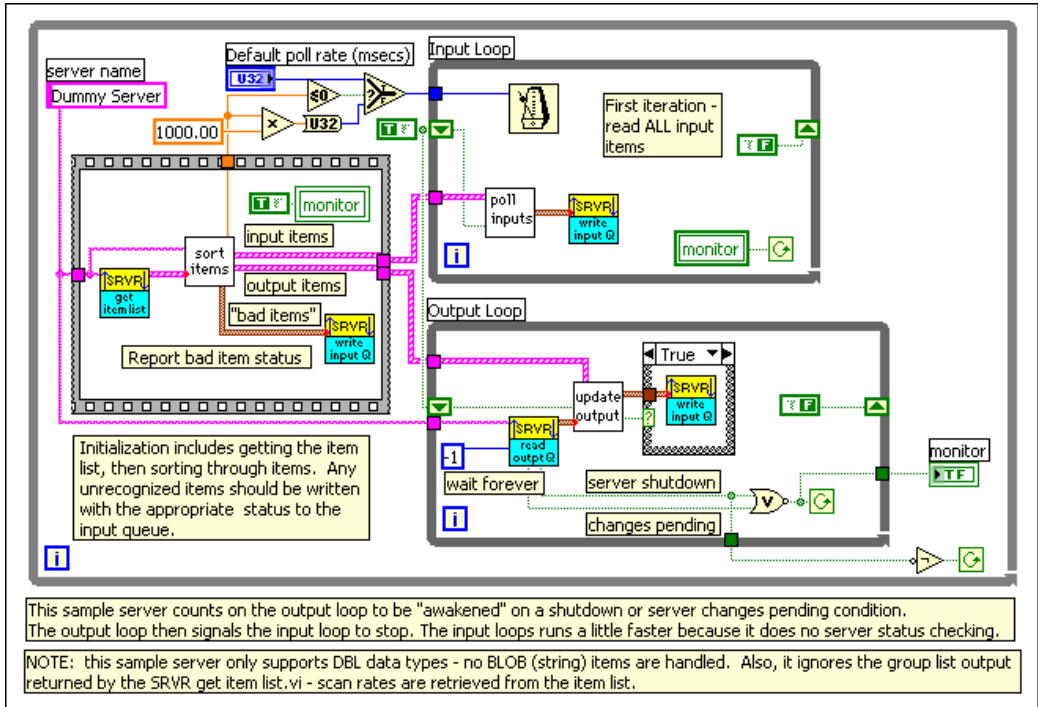 Default poll rate (msecs)
Input Loop
server name
Dummy Server
U32
≤0
?
T
F
First iteration -
read ALL input
items
1000.00
×
U32
T
F
T
monitor
input items
sort
items
output items
"bad items"
SRVR
get
item list
SRVR
write
input Q
Report bad item status
poll
inputs
SRVR
write
input Q
i
monitor
Output Loop
True
SRVR
write
input Q
update
output
?
F
SRVR
read
outpt Q
-1
wait forever
server shutdown
changes pending
V
i
monitor
TF
Initialization includes getting the item
list, then sorting through items.  Any
unrecognized items should be written
with the appropriate  status to the
input queue.
i
This sample server counts on the output loop to be "awakened" on a shutdown or server changes pending condition.
The output loop then signals the input loop to stop. The input loops runs a little faster because it does no server status checking.
NOTE:  this sample server only supports DBL data types - no BLOB (string) items are handled.  Also, it ignores the group list output
returned by the SRVR get item list.vi - scan rates are retrieved from the item list.